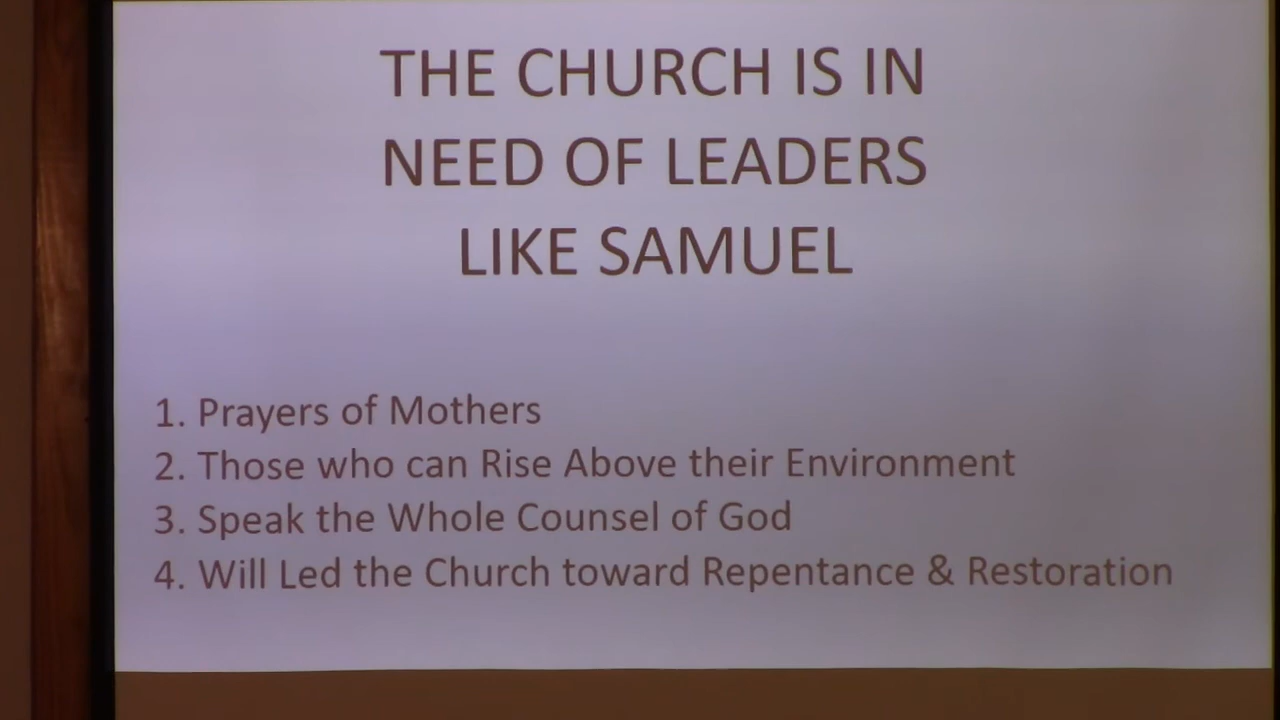 THE CHURCH IS IN
NEED OF LEADERS
LIKE SAMUEL
1. Prayers of Mothers
2. Those who can Rise Above their Environment
3. Speak the Whole Counsel of God
4. Will Led the Church toward Repentance & Restoration